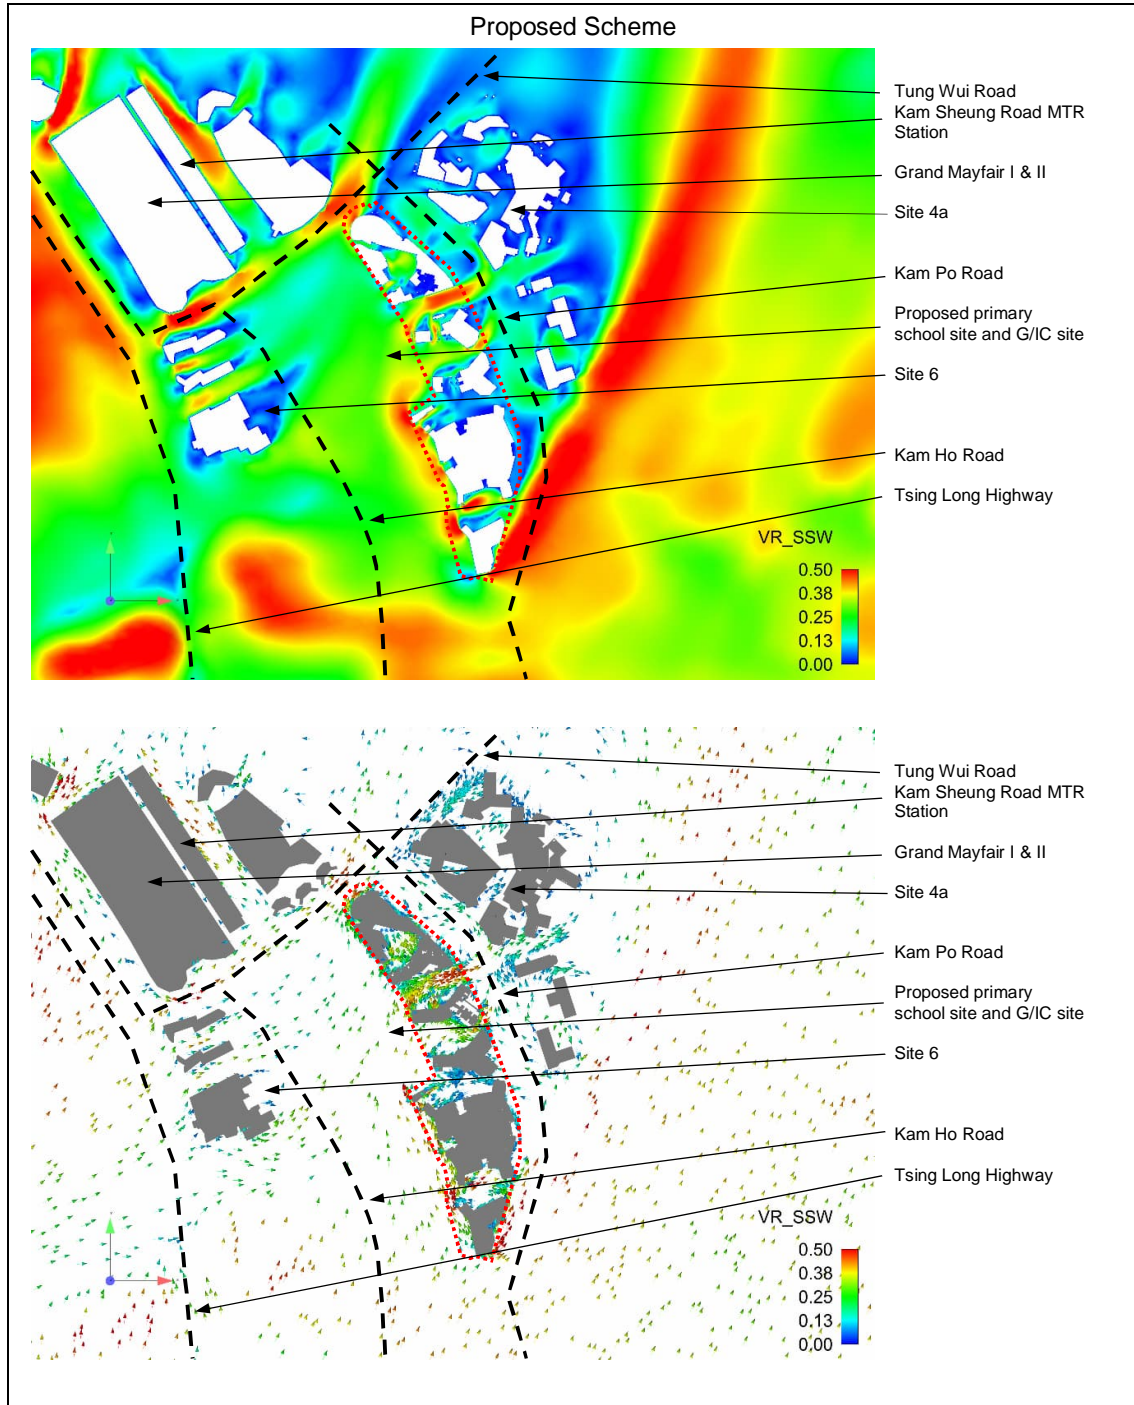 Proposed Scheme
Tung Wui Road
Kam Sheung Road MTR
Station
Grand Mayfair I & II
Site 4a
Kam Po Road
Proposed primary
school site and G/IC site
Site 6
Kam Ho Road
Tsing Long Highway
VR_SSW
0.50
0.38
0.25
0.13
0.00
Tung Wui Road
Kam Sheung Road MTR
Station
Grand Mayfair I & II
Site 4a
Kam Po Road
Proposed primary
school site and G/IC site
Site 6
Kam Ho Road
Tsing Long Highway
VR_SSW
0.50
0.38
0.25
0.13
0.00